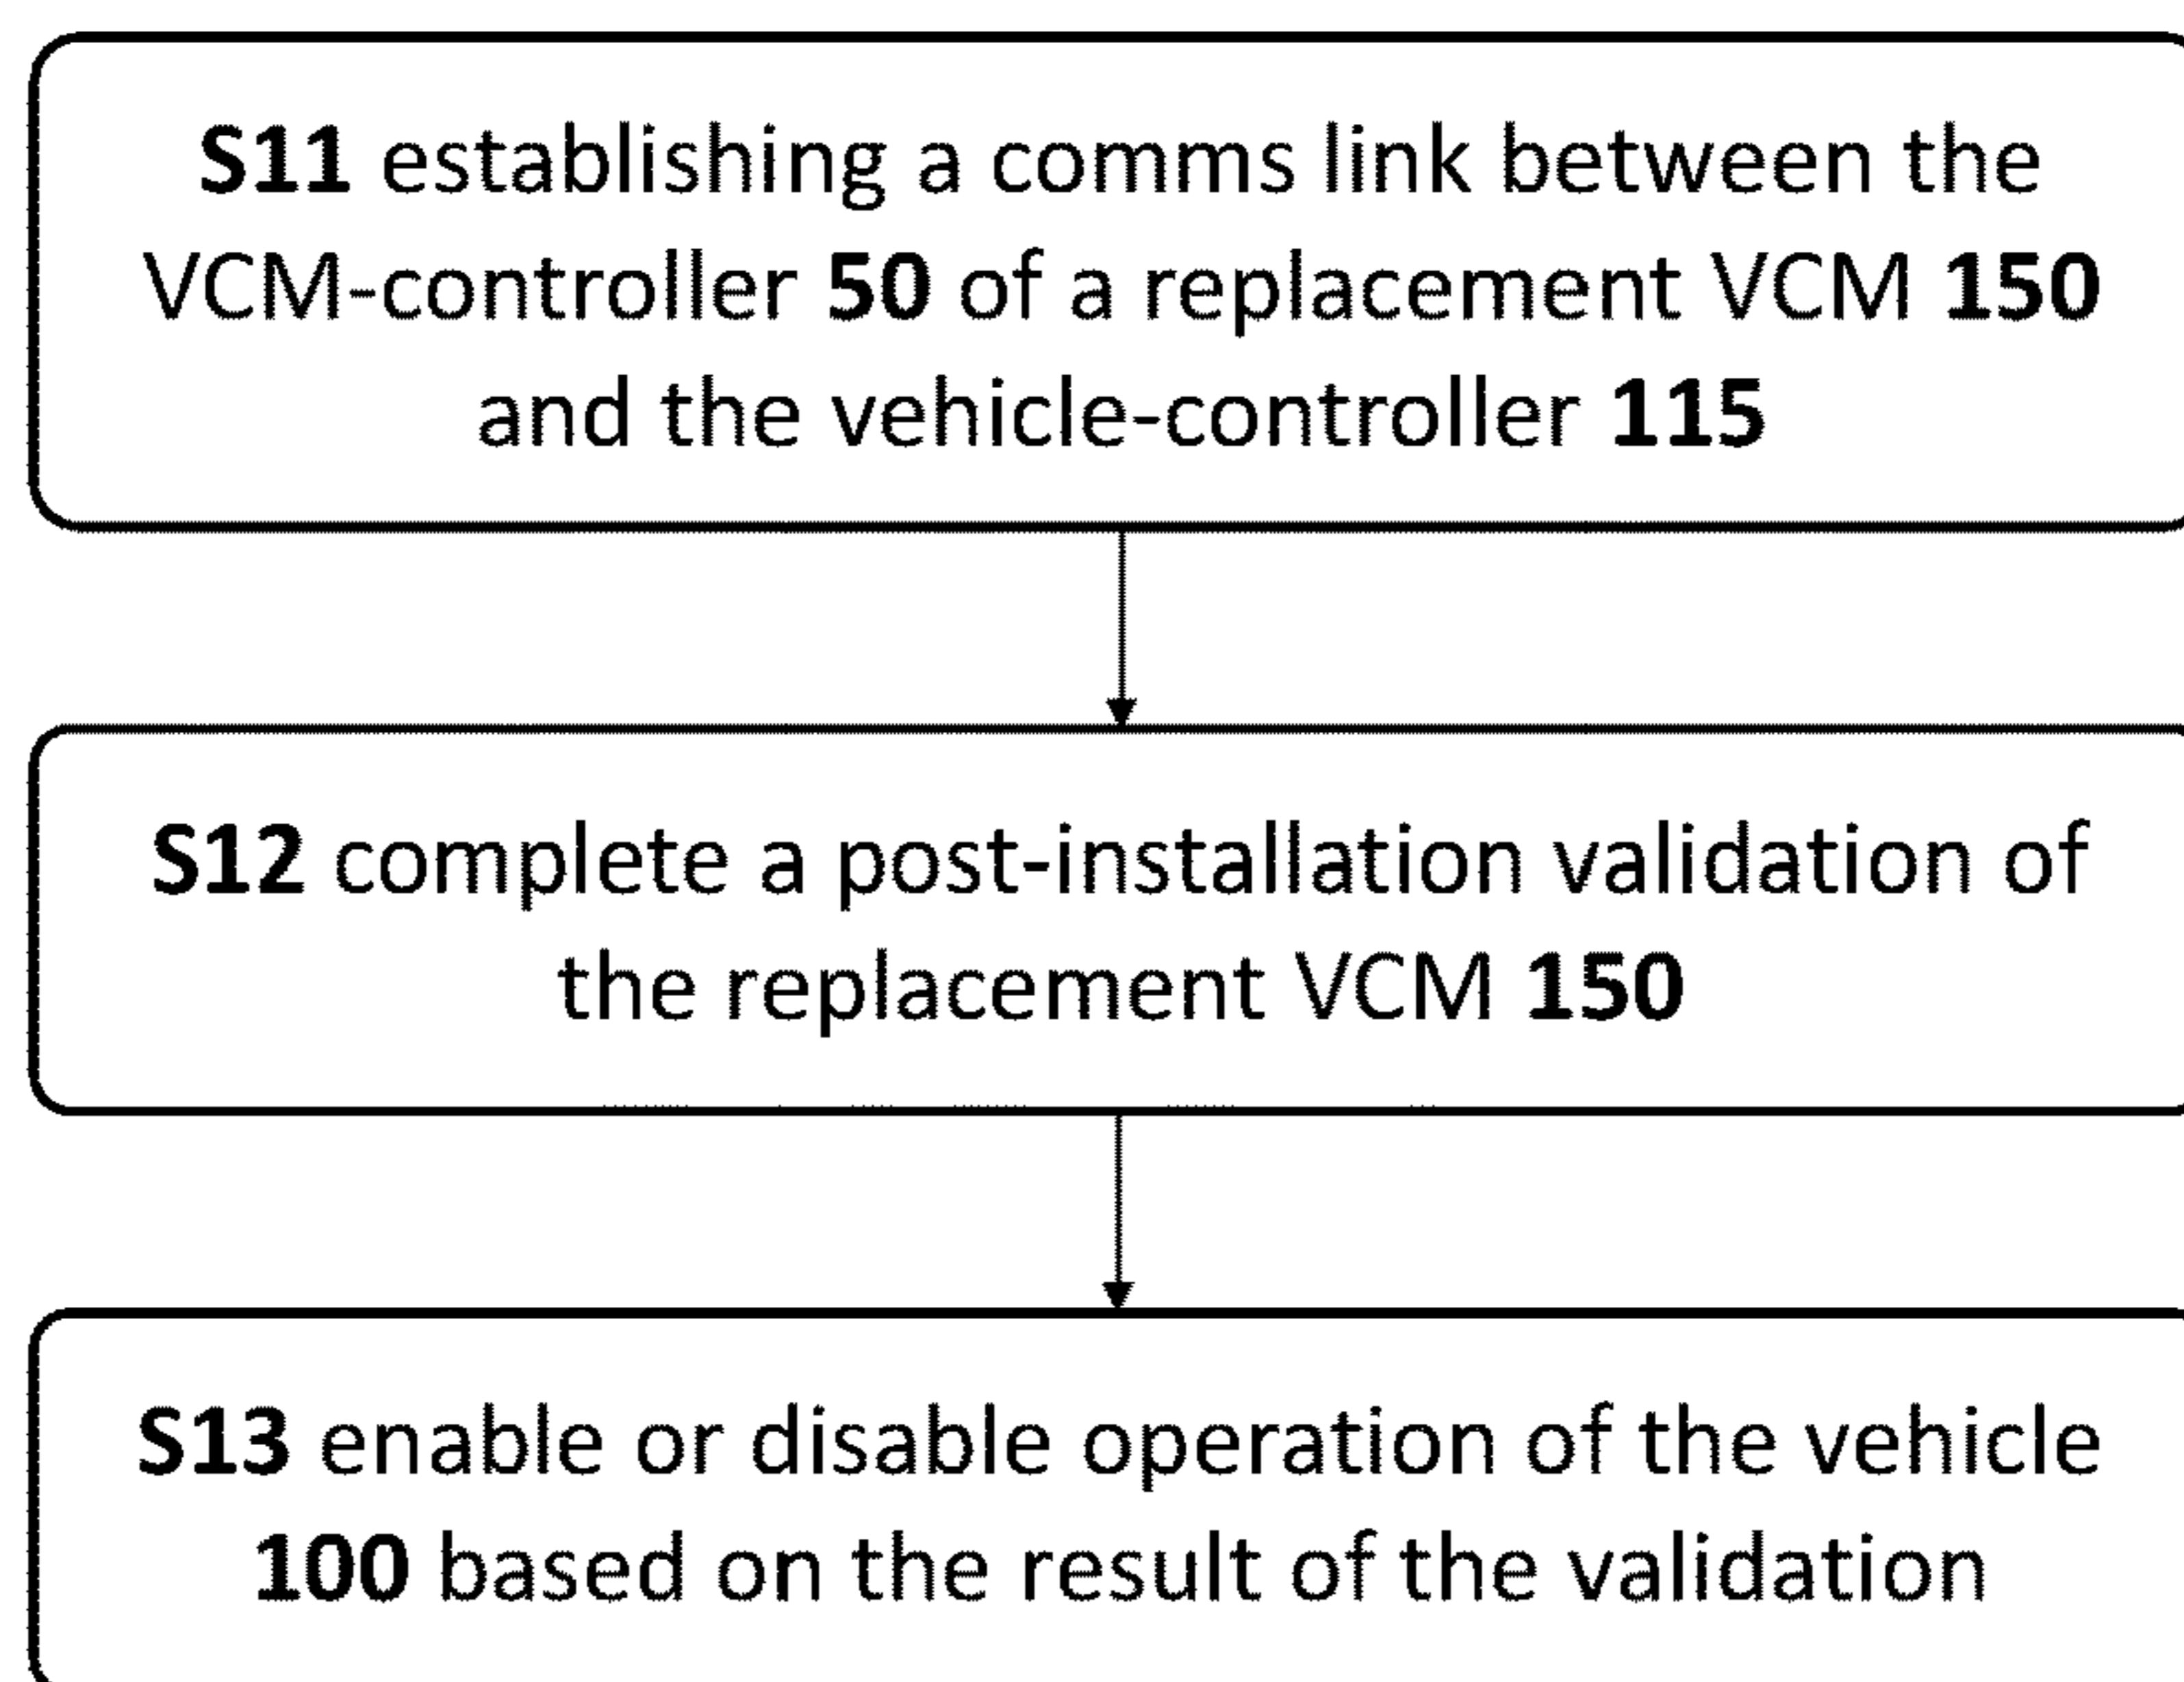 S11 establishing a comms link between the
VCM-controller 50 of a replacement VCM 150
and the vehicle-controller 115
S12 complete a post-installation validation of
the replacement VCM 150
S13 enable or disable operation of the vehicle
100 based on the result of the validation